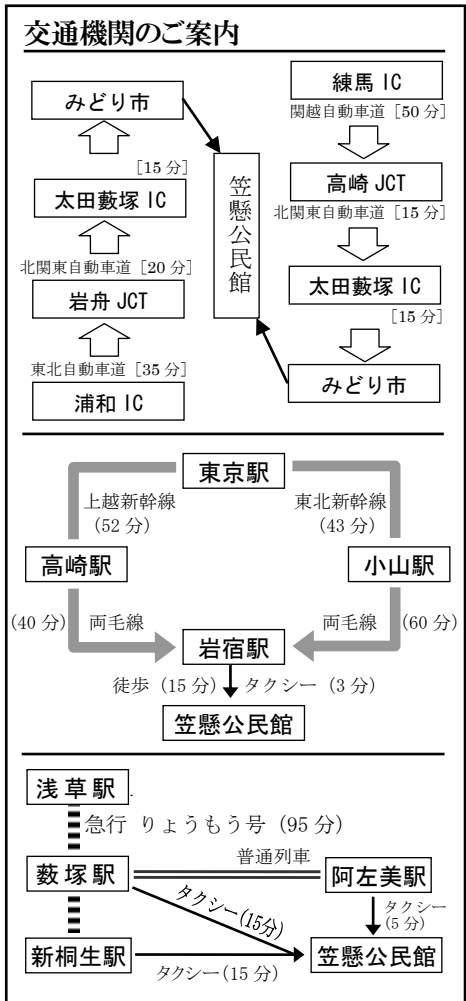 交通機関のご案内
みどり市
[15 分]
太田藪塚 IC
北関東自動車道 [20 分]
岩舟 JCT
東北自動車道 [35 分]
浦和 IC
笠懸公民館
練馬 IC
関越自動車道 [50 分]
高崎 JCT
北関東自動車道 [15 分]
太田藪塚 IC
[15 分]
みどり市
東京駅
上越新幹線
(52 分)
東北新幹線
(43 分)
高崎駅
小山駅
(40 分) 両毛線
両毛線 (60 分)
岩宿駅
徒歩 (15 分) タクシー (3 分)
笠懸公民館
浅草駅
急行 りょうもう号 (95 分)
普通列車
薮塚駅
阿左美駅
タクシー(15分)
タクシー
(5 分)
新桐生駅
タクシー(15 分)
笠懸公民館